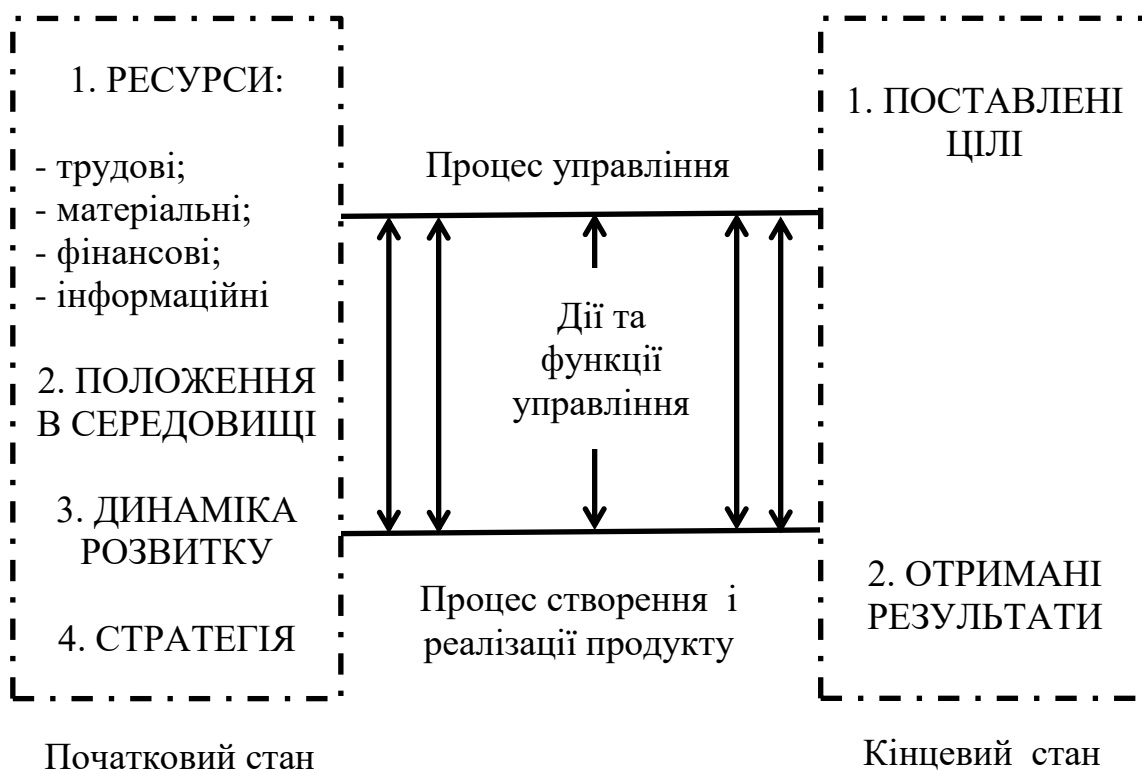 1. РЕСУРСИ:
- трудові;
- матеріальні;
- фінансові;
- інформаційні
2. ПОЛОЖЕННЯ
В СЕРЕДОВИЩІ
3. ДИНАМІКА
РОЗВИТКУ
4. СТРАТЕГІЯ
Початковий стан
Процес управління
Дії та
функції
управління
Процес створення і
реалізації продукту
1. ПОСТАВЛЕНІ
ЦІЛІ
2. ОТРИМАНІ
РЕЗУЛЬТАТИ
Кінцевий стан